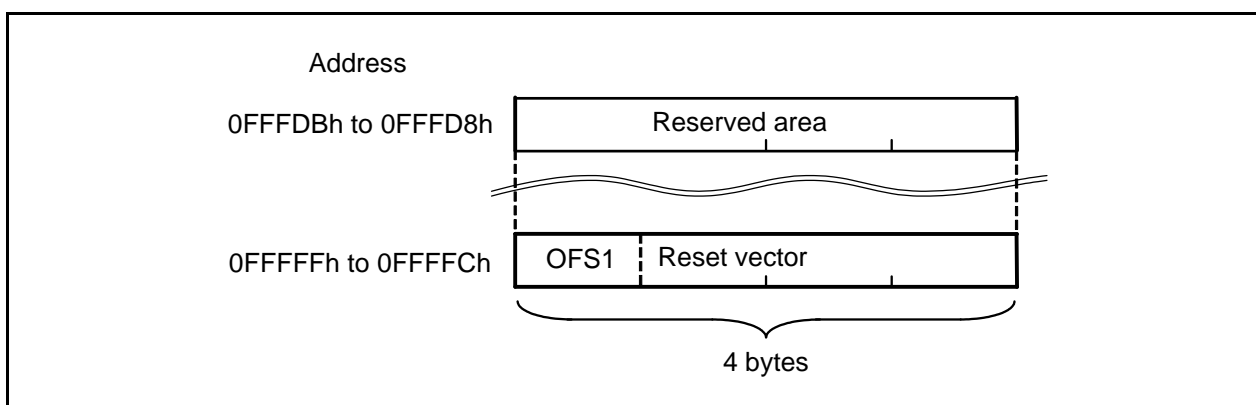 Address
0FFFDBh to 0FFFD8h Reserved area
0FFFFFh to 0FFFFCh OFS1 Reset vector
4 bytes